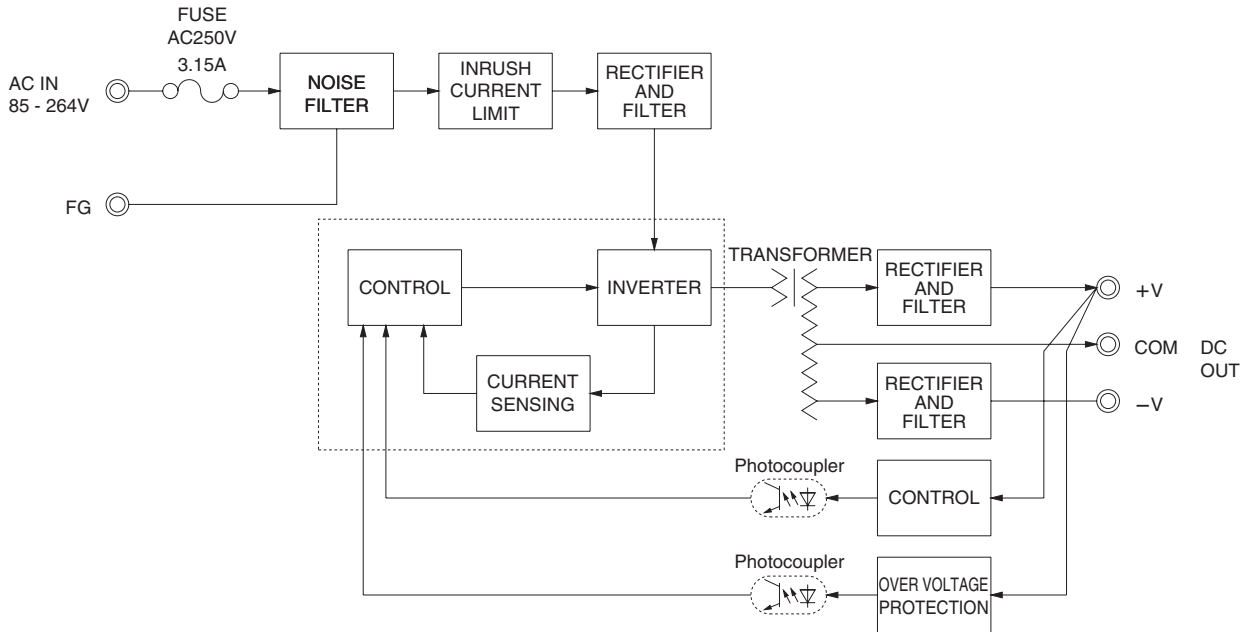 FUSE
AC250V
3.15A
AC IN
85 - 264V
NOISE
FILTER
INRUSH
CURRENT
LIMIT
RECTIFIER
AND
FILTER
FG
CONTROL
INVERTER
CURRENT
SENSING
TRANSFORMER
RECTIFIER
AND
FILTER
+V
COM
DC
OUT
RECTIFIER
AND
FILTER
−V
Photocoupler
CONTROL
Photocoupler
OVER VOLTAGE
PROTECTION